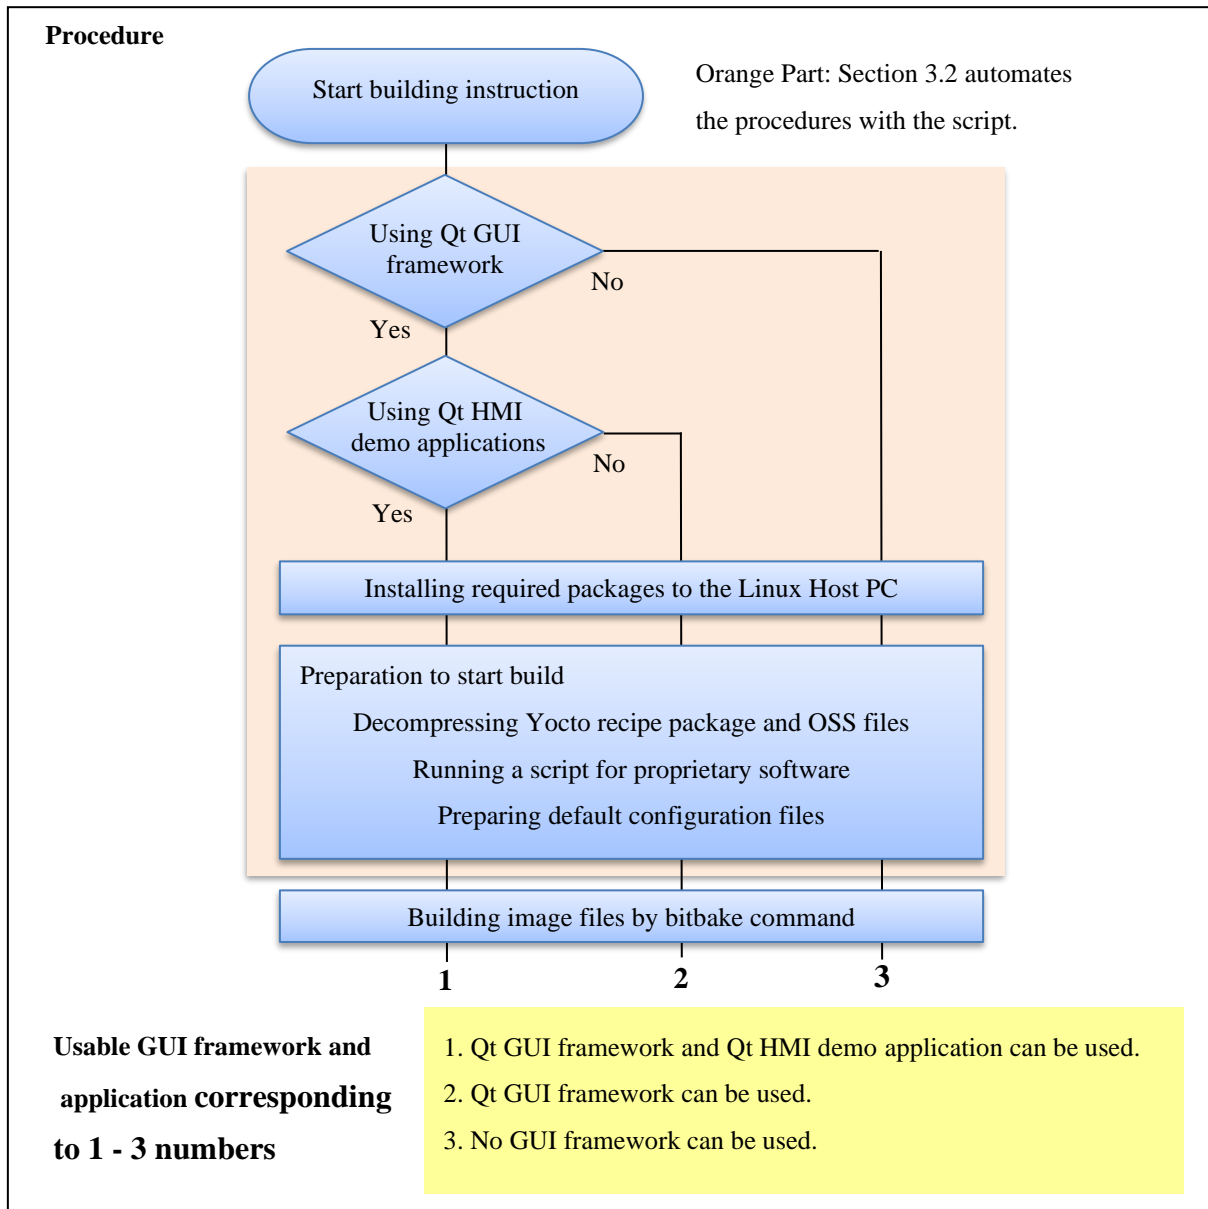 Procedure
Start building instruction
Orange Part: Section 3.2 automates
the procedures with the script.
Using Qt GUI
framework
No
Yes
Using Qt HMI
demo applications
No
Yes
Installing required packages to the Linux Host PC
Preparation to start build
Decompressing Yocto recipe package and OSS files
Running a script for proprietary software
Preparing default configuration files
Building image files by bitbake command
1
2
3
Usable GUI framework and
application corresponding
to 1 - 3 numbers
1. Qt GUI framework and Qt HMI demo application can be used.
2. Qt GUI framework can be used.
3. No GUI framework can be used.